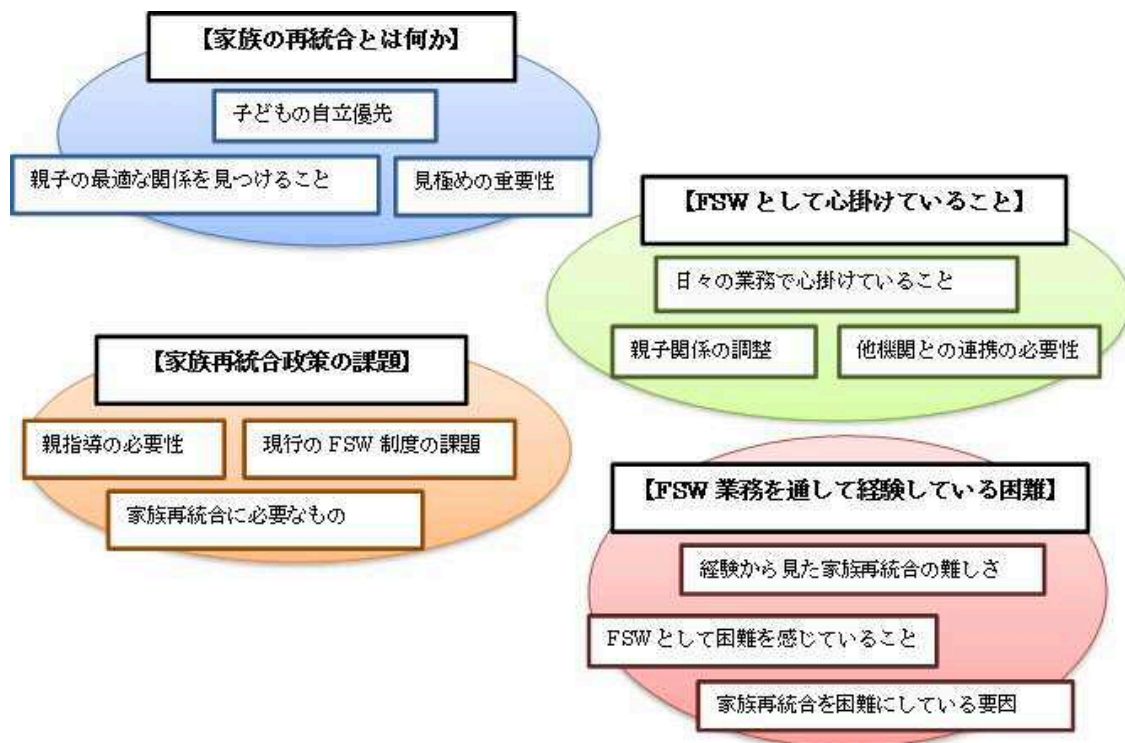 【家族の再統合とは何か】
子どもの自立優先
親子の最適な関係を見つけること
見極めの重要性
【FSWとして心掛けていること】
日々の業務で心掛けていること
親子関係の調整
他機関との連携の必要性
【家族再統合政策の課題】
親指導の必要性
現行のFSW制度の課題
家族再統合に必要なもの
【FSW業務を通して経験している困難】
経験から見た家族再統合の難しさ
FSWとして困難を感じていること
家族再統合を困難にしている要因